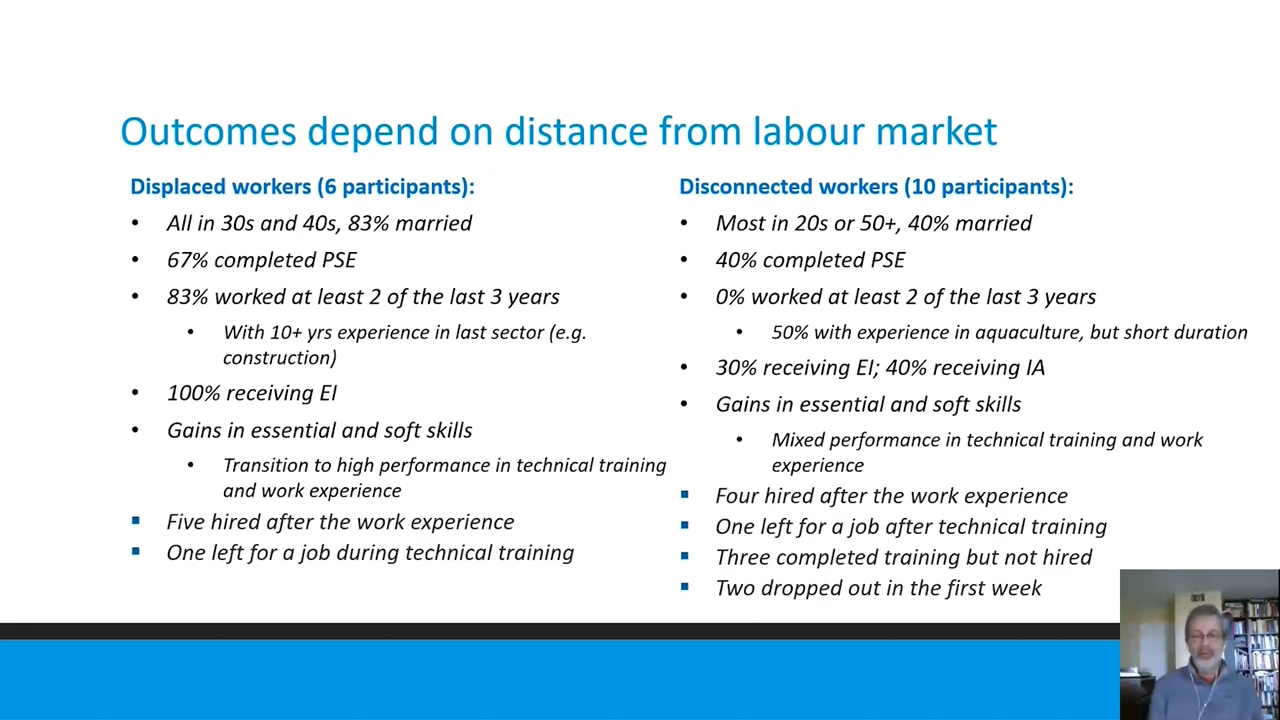 Outcomes depend on distance from labour market
Displaced workers (6 participants):
• All in 30s and 40s, 83% married
• 67% completed PSE
• 83% worked at least 2 of the last 3 years
• With 10+ yrs experience in last sector (e.g.
construction)
• 100% receiving EI
• Gains in essential and soft skills
• Transition to high performance in technical training
and work experience
▪ Five hired after the work experience
▪ One left for a job during technical training
Disconnected workers (10 participants):
• Most in 20s or 50+, 40% married
• 40% completed PSE
• 0% worked at least 2 of the last 3 years
• 50% with experience in aquaculture, but short duration
• 30% receiving EI; 40% receiving IA
• Gains in essential and soft skills
• Mixed performance in technical training and work
experience
▪ Four hired after the work experience
▪ One left for a job after technical training
▪ Three completed training but not hired
▪ Two dropped out in the first week